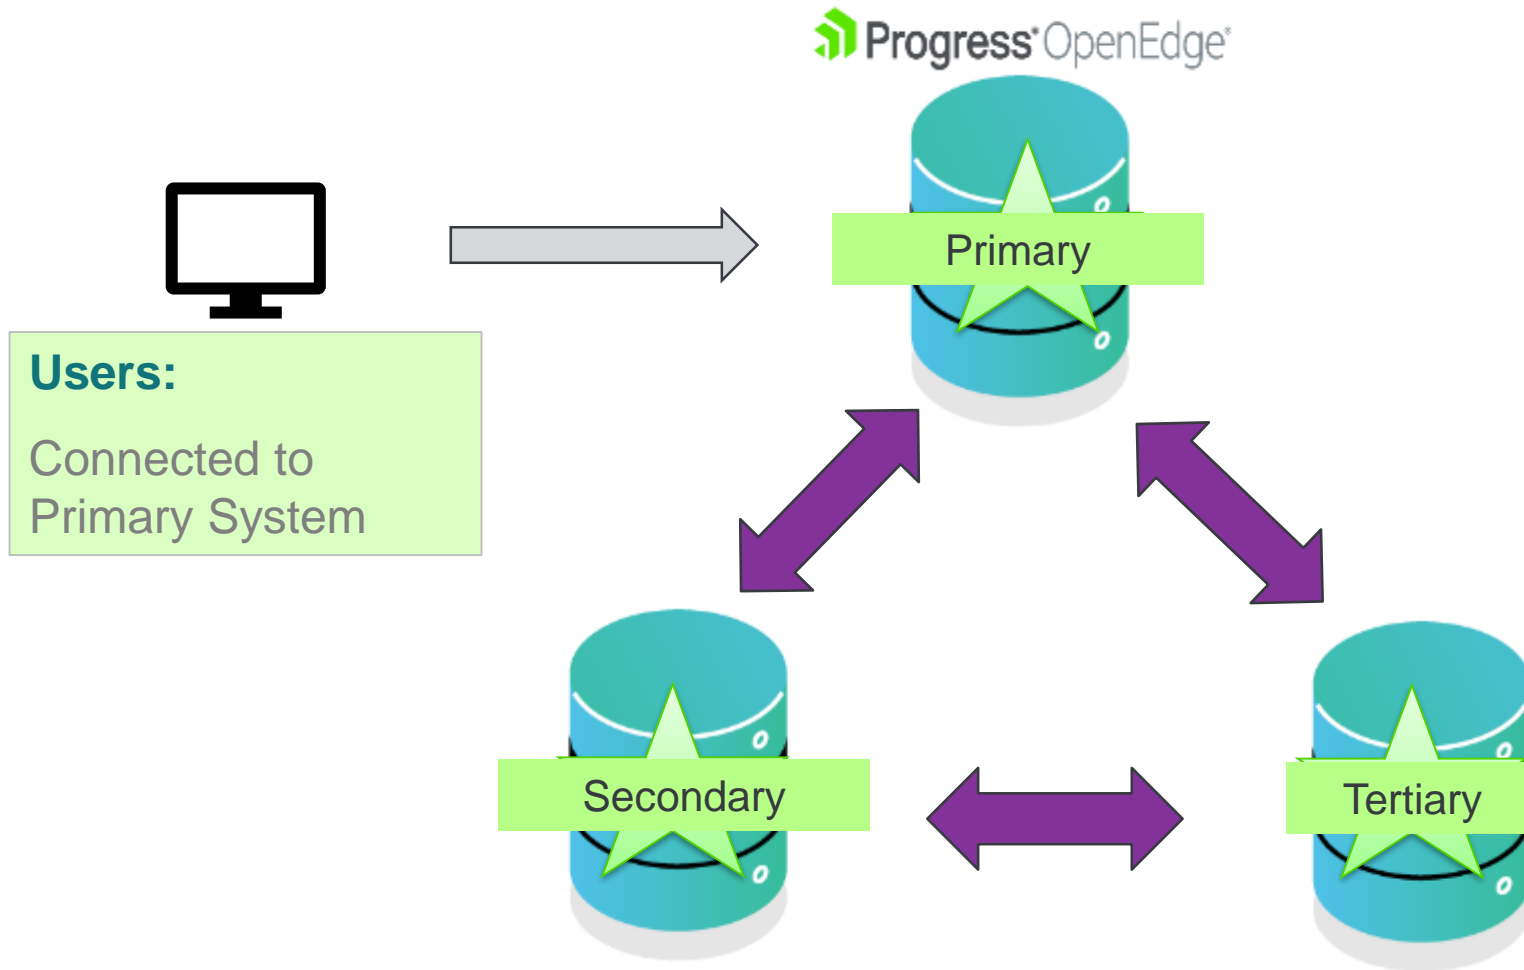 Progress® OpenEdge®
Primary
Users:
Connected to
Primary System
Secondary
Tertiary